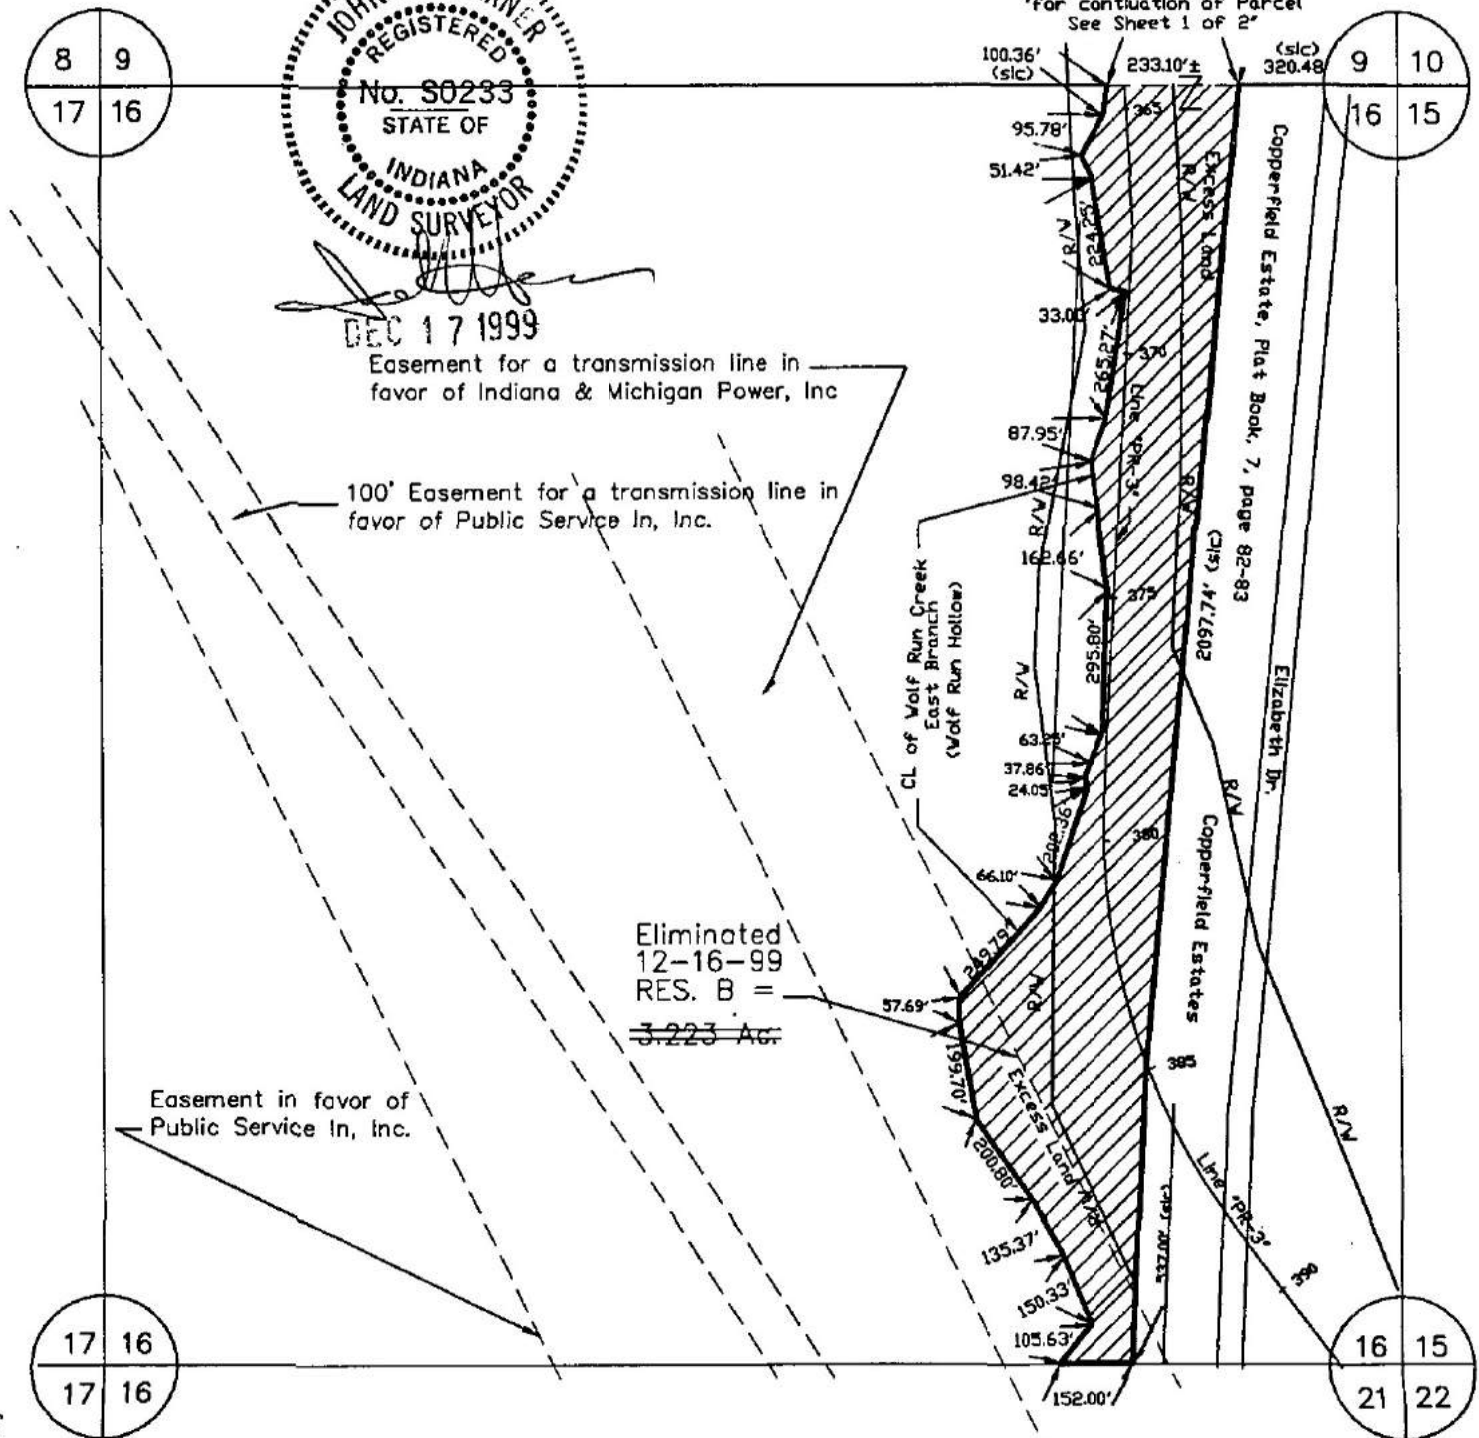 "for contiuation of Parcel
See Sheet 1 of 2"
8 9
17 16
REGISTERED
No. S0233
STATE OF
INDIANA
LAND SURVEYOR
DEC 17 1999
100.36'
(slc)
233.10'±
(slc)
320.48
9 10
16 15
95.78'
51.42'
224.25'
33.00'
265.27'
87.95'
98.42'
162.66'
295.80'
63.25'
37.86'
24.05'
202.36'
66.10'
249.79'
57.69'
199.70'
200.80'
135.37'
150.33'
105.63'
152.00'
365
370
375
380
385
390
R/W
R/W
R/W
R/W
R/W
R/W
R/W
R/W
Excess Land
R/W
Line "PR-3"
Copperfield Estate, Plat Book, 7, page 82-83
2097.74' (slc)
Elizabeth Dr.
Copperfield Estates
Easement for a transmission line in
favor of Indiana & Michigan Power, Inc
100' Easement for a transmission line in
favor of Public Service In, Inc.
CL of Wolf Run Creek
East Branch
(Wolf Run Hollow)
Eliminated
12-16-99
RES. B =
3.223 Ac.
Easement in favor of
Public Service In, Inc.
Excess Land R/W
Line "PR-3"
537.00' (slc)
17 16
17 16
16 15
21 22